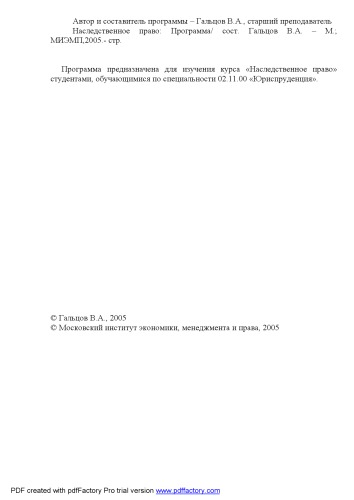 Автор и составитель программы – Гальцов В.А., старший преподаватель
Наследственное право: Программа/ сост. Гальцов В.А. – М.;
МИЭМП,2005.- стр.
Программа предназначена для изучения курса «Наследственное право»
студентами, обучающимися по специальности 02.11.00 «Юриспруденция».
© Гальцов В.А., 2005
© Московский институт экономики, менеджмента и права, 2005
PDF created with pdfFactory Pro trial version www.pdffactory.com